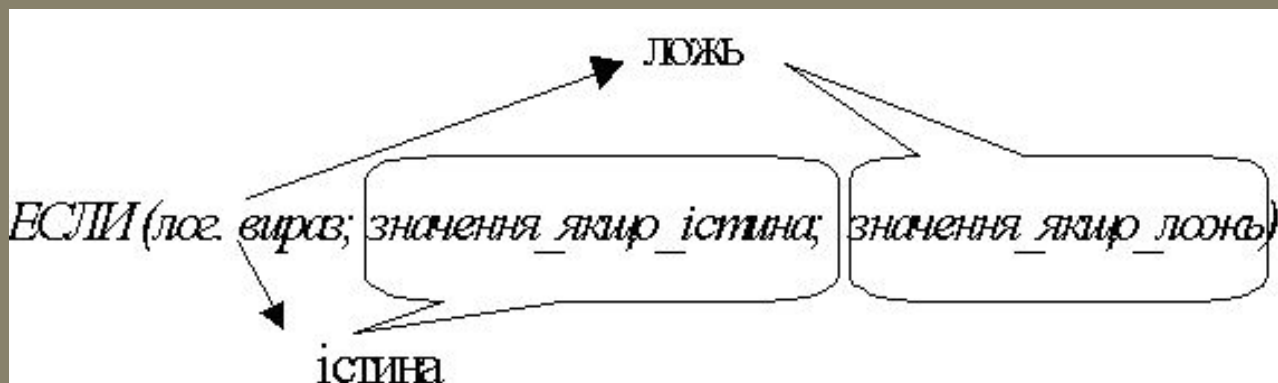 ложь
ЕСЛИ (лог. вираз; значення_якщо_істина; значення_якщо_ложь)
істина